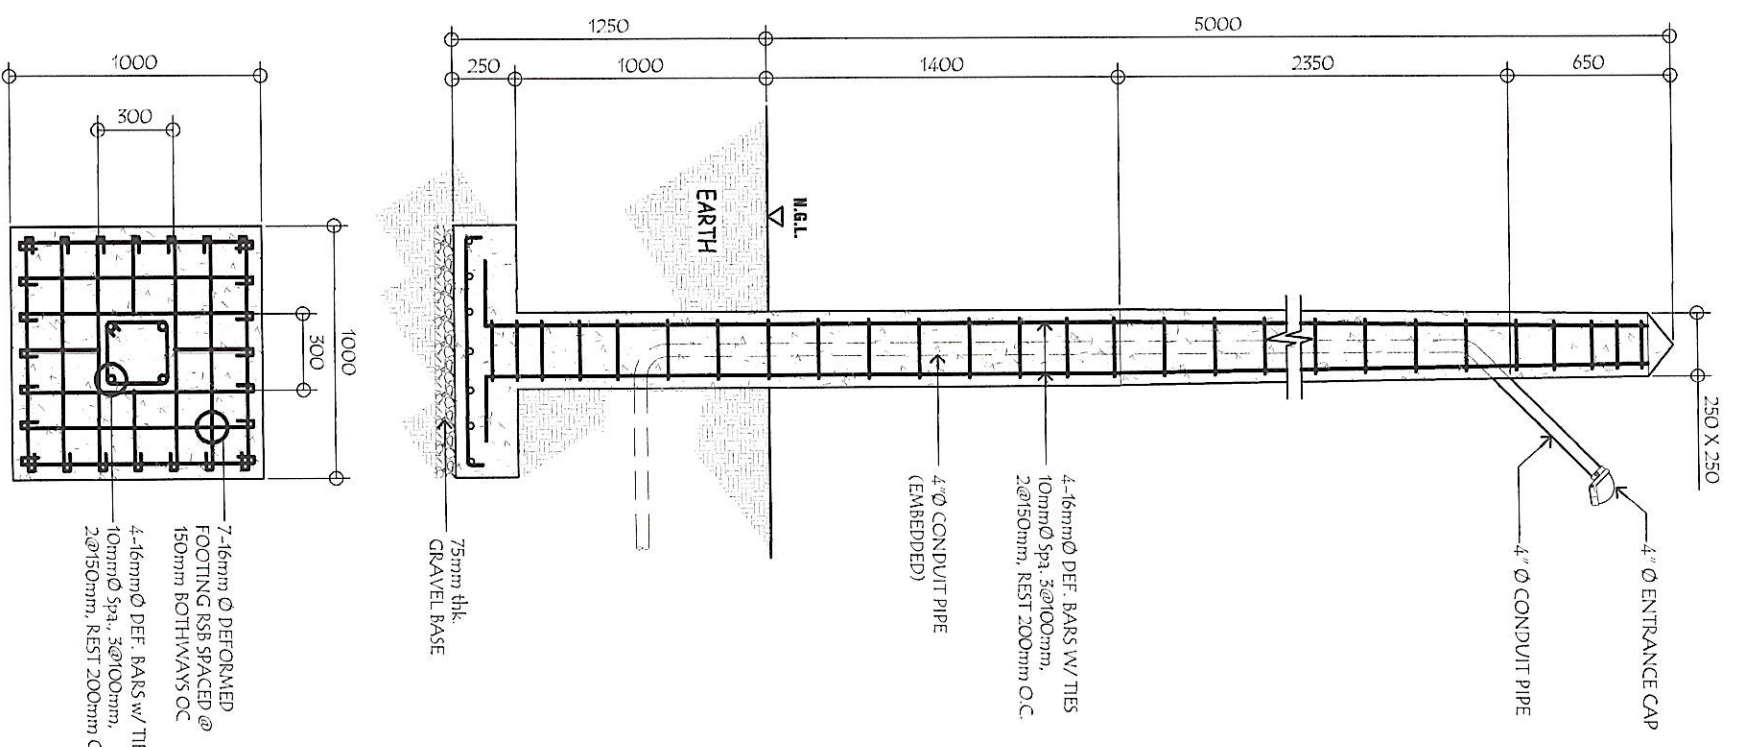 1250
5000
250
1000
1400
2350
650
1000
300
1000
300
EARTH
N.G.L.
250 X 250
4"Ø ENTRANCE CAP
4"Ø CONDUIT PIPE
4-16mmØ DEF. BARS W/ TIES
10mmØ Spa. 3@100mm,
2@150mm, REST 200mm O.C.
4"Ø CONDUIT PIPE
(EMBEDDED)
75mm thk.
GRAVEL BASE
7-16mm Ø DEFORMED
FOOTING RSB SPACED @
150mm BOTHWAYS OC
4-16mmØ DEF. BARS w/
10mmØ Spa., 3@100mm,
2@150mm, REST 200mm